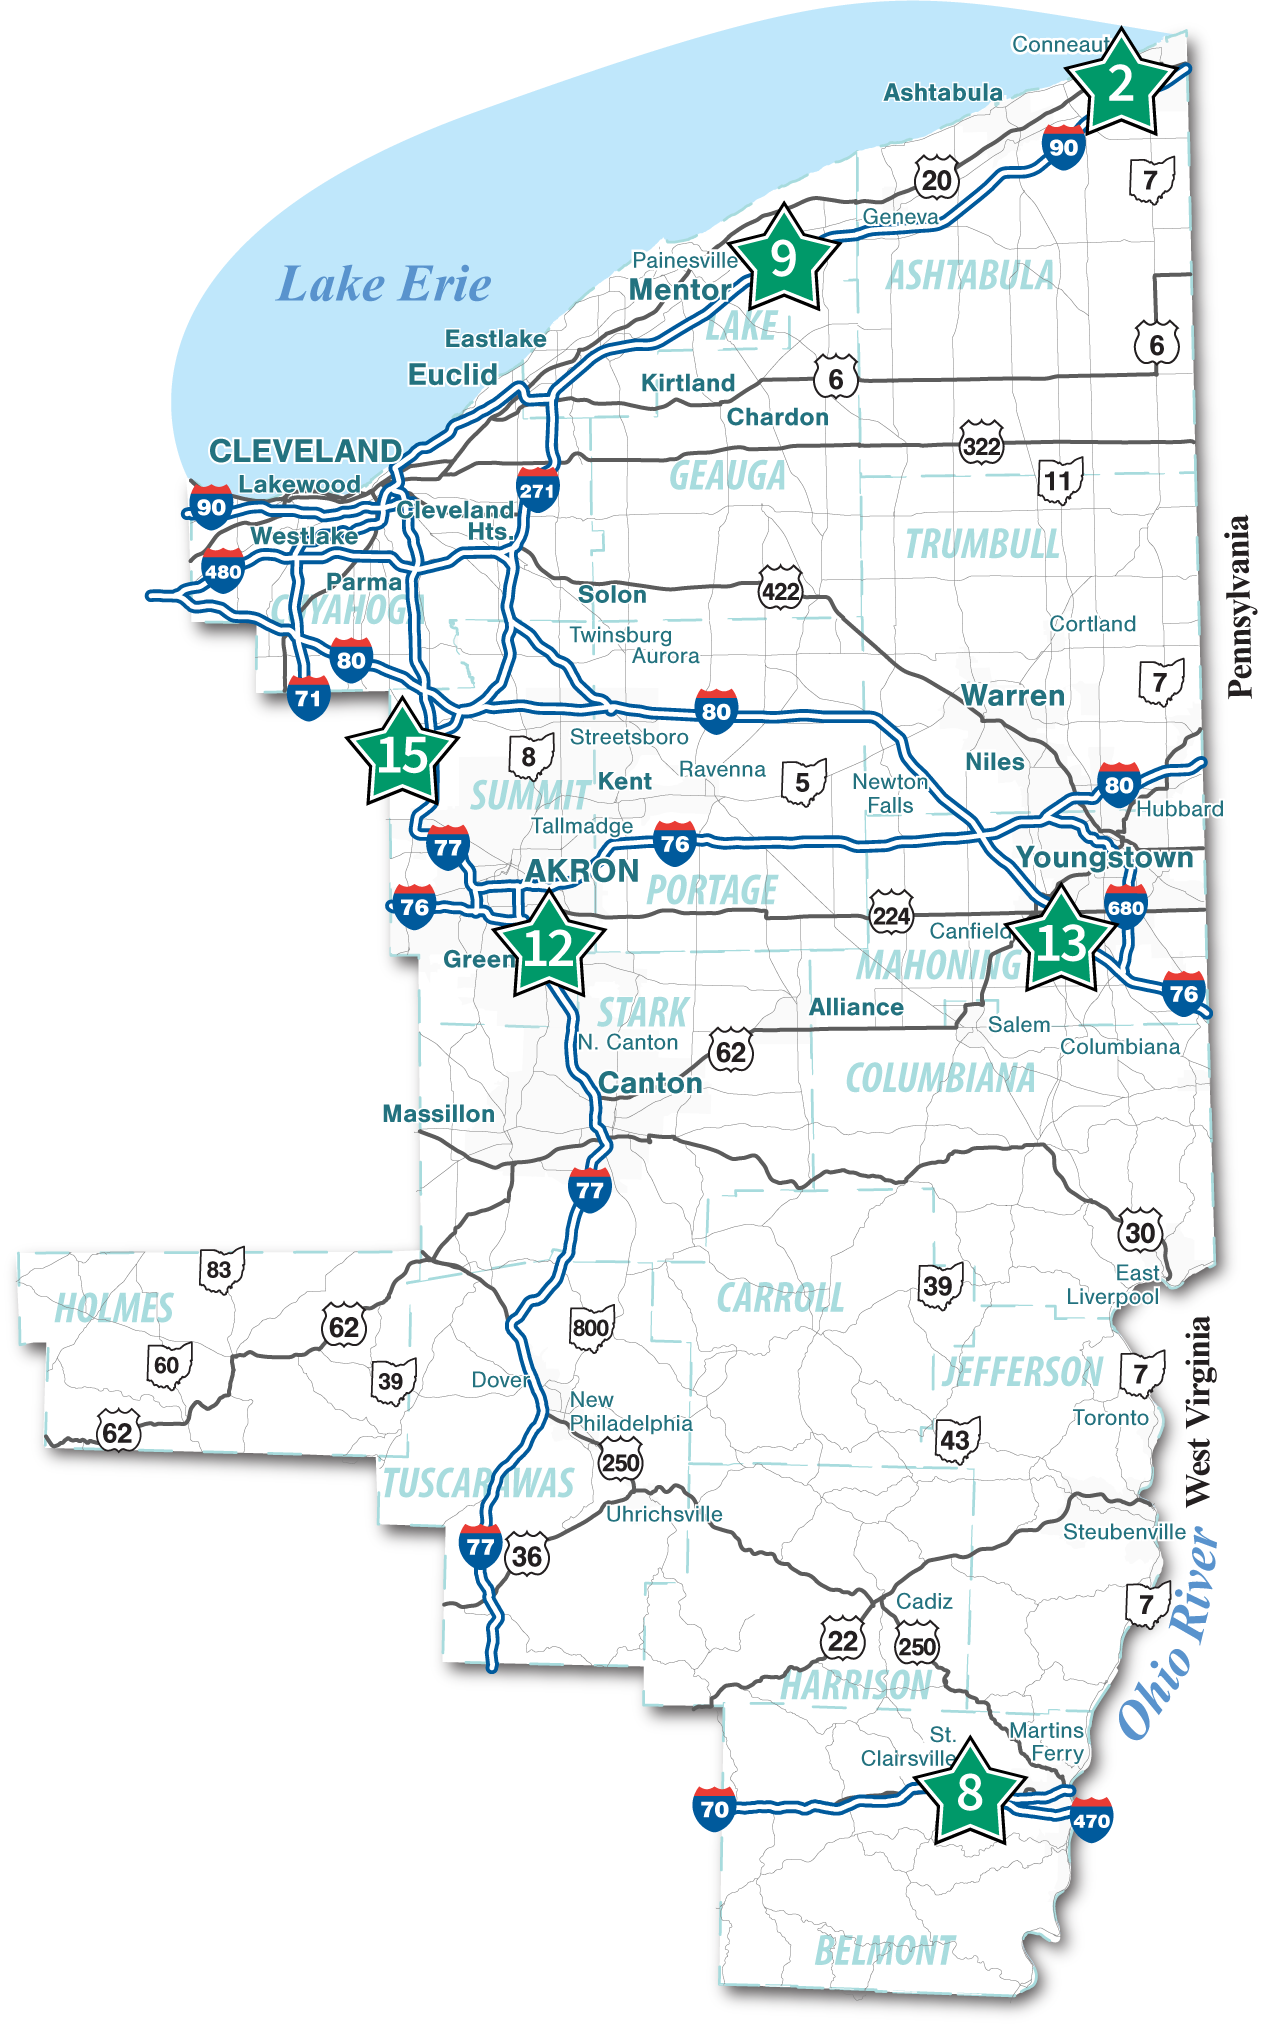 Conneaut
2
Ashtabula
90
20
7
Geneva
9
Painesville
Mentor
ASHTABULA
Lake Erie
LAKE
Eastlake
6
Euclid
Kirtland
6
Chardon
CLEVELAND
322
GEAUGA
11
Lakewood
271
90
Cleveland
Hts.
Westlake
TRUMBULL
480
Parma
422
Solon
CUYAHOGA
Pennsylvania
Cortland
Twinsburg
Aurora
80
7
71
Warren
80
Streetsboro
15
8
Niles
Ravenna
Kent
5
Newton
Falls
80
SUMMIT
Hubbard
Tallmadge
77
76
Youngstown
AKRON
PORTAGE
76
224
680
Canfield
12
13
Green
MAHONING
76
STARK
Alliance
Salem
N. Canton
62
Columbiana
COLUMBIANA
Canton
Massillon
77
30
83
East
Liverpool
39
HOLMES
CARROLL
62
800
West Virginia
60
39
JEFFERSON
7
Dover
New
Philadelphia
Toronto
62
43
250
TUSCARAWAS
Uhrichsville
Steubenville
77
36
Cadiz
7
22
250
Ohio River
HARRISON
St.
Clairsville
Martins
Ferry
8
70
470
BELMONT